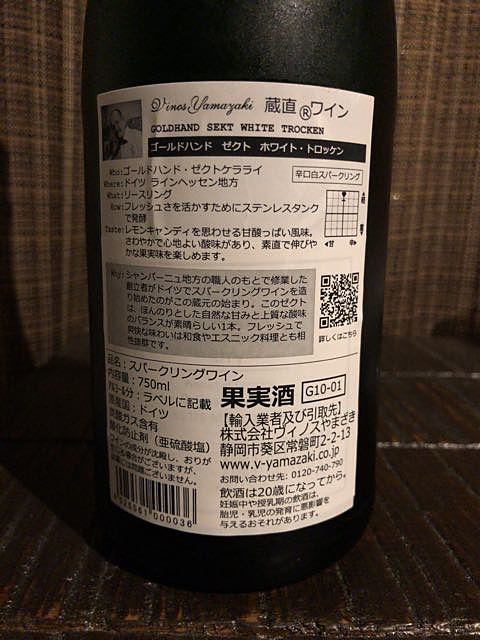 Vinos Yamazaki 蔵直®ワイン
GOLDHAND SEKT WHITE TROCKEN
ゴールドハンド ゼクト ホワイト・トロッケン
Who:ゴールドハンド・ゼクトケラライ
辛口白スパークリング
Where:ドイツ ラインヘッセン地方
What:リースリング
How:フレッシュさを活かすためにステンレスタンク
で発酵
Taste:レモンキャンディを思わせる甘酸っぱい風味。
さわやかで心地よい酸味があり、素直で伸びや
かな果実味を楽しめます。
甘 辛
Why:シャンパーニュ地方の職人のもとで修業した
創立者がドイツでスパークリングワインを造
り始めたのがこの蔵元の始まり。このゼクト
は、ほんのりとした自然な甘みと上質な酸味
のバランスが素晴らしい1本。フレッシュで
爽快な味わいは和食やエスニック料理とも相
性抜群です。
詳しくはこちら
品名：スパークリングワイン
内容量：750ml
アルコール分：ラベルに記載
原産国：ドイツ
炭酸ガス含有
酸化防止剤（亜硫酸塩）
果実酒 G10-01
【輸入業者及び引取先】
株式会社ヴィノスやまざき
静岡市葵区常磐町2-2-13
www.v-yamazaki.co.jp
お問い合わせ先：0120-740-790
飲酒は20歳になってから。
妊娠中や授乳期の飲酒は、
胎児・乳児の発育に悪影響を
与えるおそれがあります。
ワインの成分が沈殿し、おりが